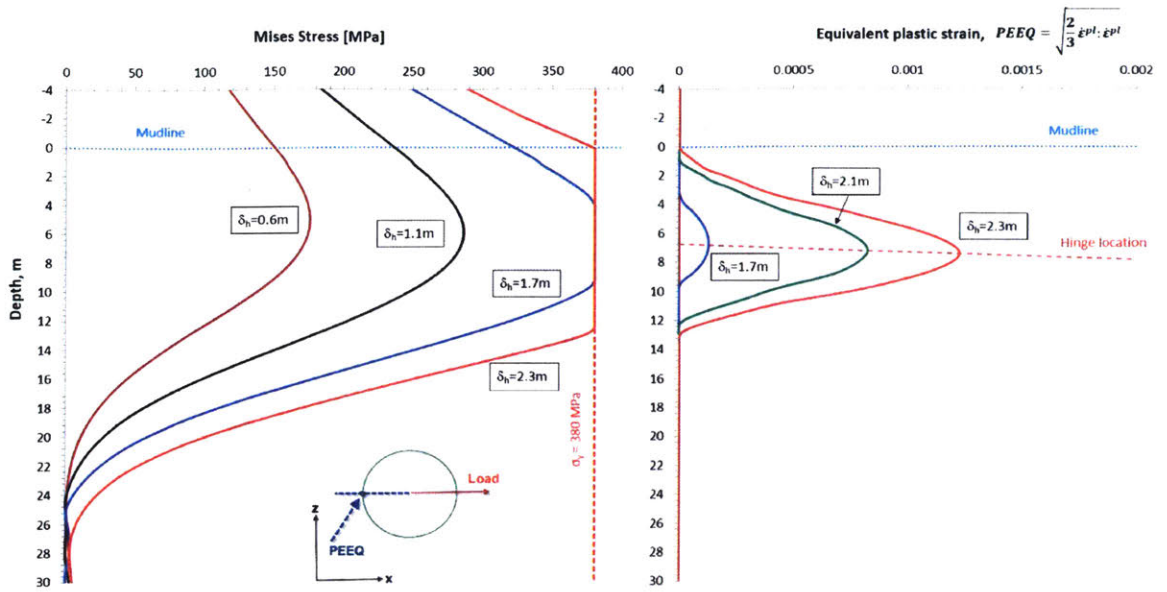 Mises Stress [MPa]
0 50 100 150 200 250 300 350 400
-4
-2
0
2
4
6
8
10
12
14
16
18
20
22
24
26
28
30
Depth, m
Mudline
δh=0.6m
δh=1.1m
δh=1.7m
δh=2.3m
σy = 380 MPa
Load
PEEQ
z
x
Equivalent plastic strain, PEEQ = √(2/3 ε̇ᵖˡ : ε̇ᵖˡ)
0 0.0005 0.001 0.0015 0.002
-4
-2
0
2
4
6
8
10
12
14
16
18
20
22
24
26
28
30
Mudline
δh=2.1m
δh=2.3m
Hinge location
δh=1.7m